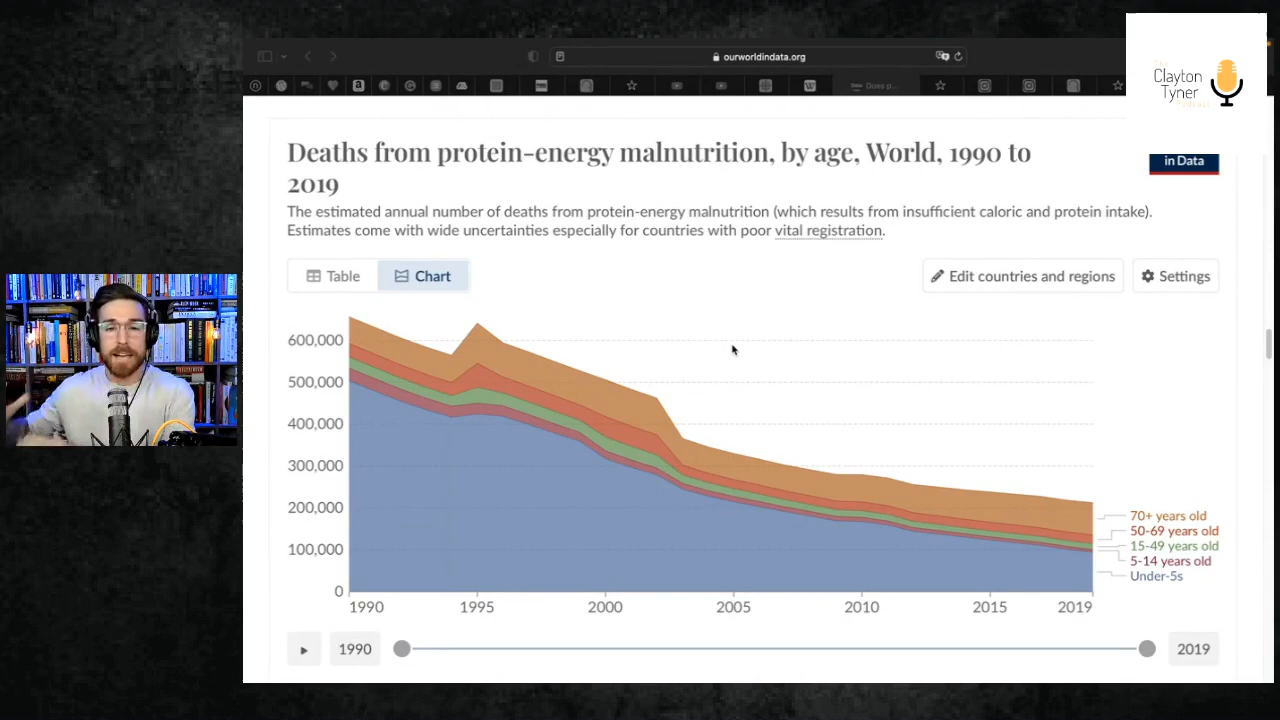 ourworldindata.org
Does p...
The
Clayton
Tyner
Podcast
in Data
Deaths from protein-energy malnutrition, by age, World, 1990 to
2019
The estimated annual number of deaths from protein-energy malnutrition (which results from insufficient caloric and protein intake).
Estimates come with wide uncertainties especially for countries with poor vital registration.
Table
Chart
Edit countries and regions
Settings
600,000
500,000
400,000
300,000
200,000
100,000
0
70+ years old
50-69 years old
15-49 years old
5-14 years old
Under-5s
1990
1995
2000
2005
2010
2015
2019
1990
2019